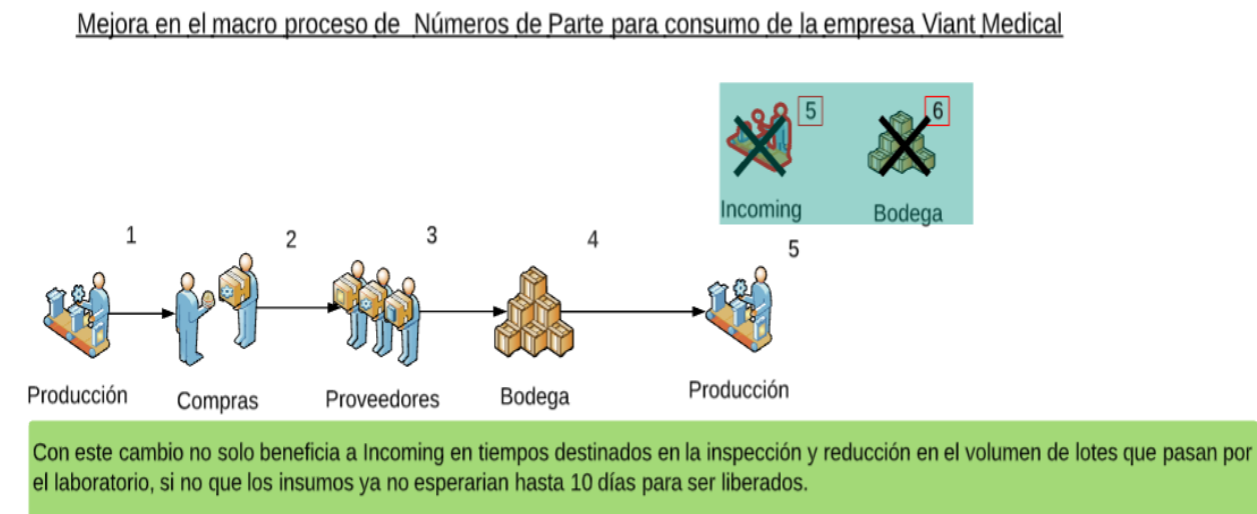 Mejora en el macro proceso de Números de Parte para consumo de la empresa Viant Medical
5
6
Incoming
Bodega
1
2
3
4
5
Producción
Compras
Proveedores
Bodega
Producción
Con este cambio no solo beneficia a Incoming en tiempos destinados en la inspección y reducción en el volumen de lotes que pasan por
el laboratorio, si no que los insumos ya no esperarian hasta 10 días para ser liberados.